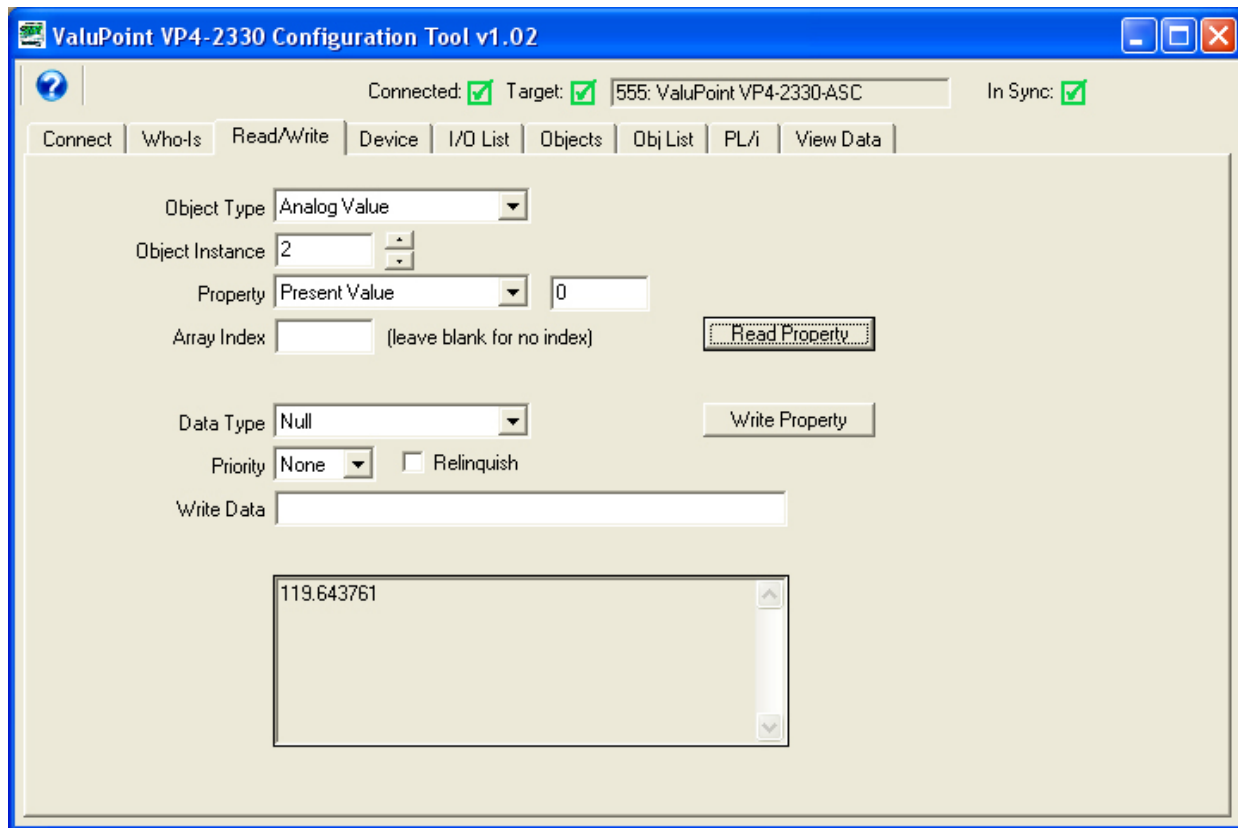 ValuPoint VP4-2330 Configuration Tool v1.02
Connected: Target: 555: ValuPoint VP4-2330-ASC In Sync:
Connect Who-Is Read/Write Device I/O List Objects Obj List PL/i View Data
Object Type Analog Value
Object Instance 2
Property Present Value 0
Array Index (leave blank for no index) Read Property
Data Type Null Write Property
Priority None Relinquish
Write Data
119.643761